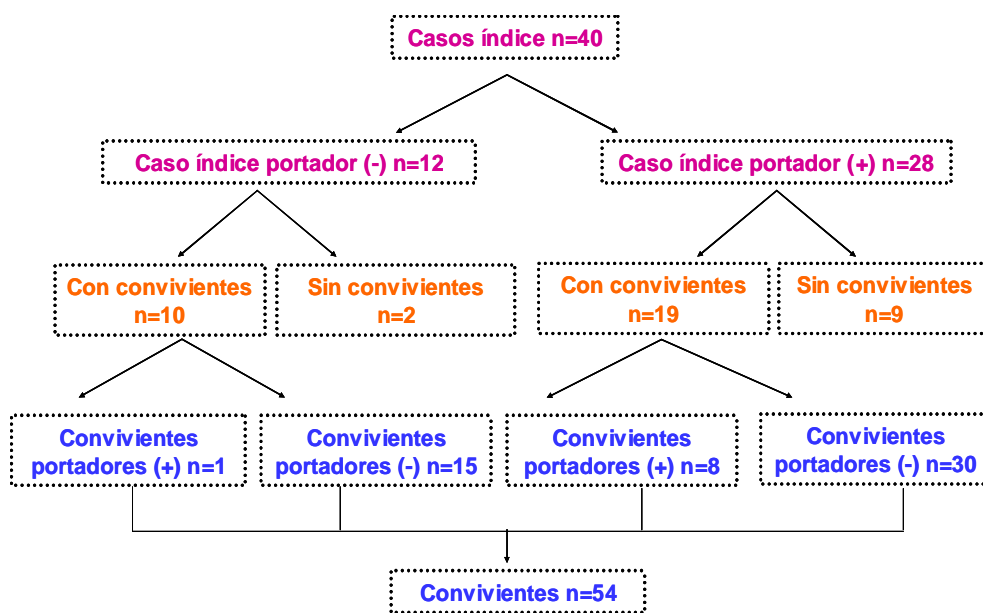 Casos índice n=40
Caso índice portador (-) n=12
Caso índice portador (+) n=28
Con convivientes
n=10
Sin convivientes
n=2
Con convivientes
n=19
Sin convivientes
n=9
Convivientes
portadores (+) n=1
Convivientes
portadores (-) n=15
Convivientes
portadores (+) n=8
Convivientes
portadores (-) n=30
Convivientes n=54